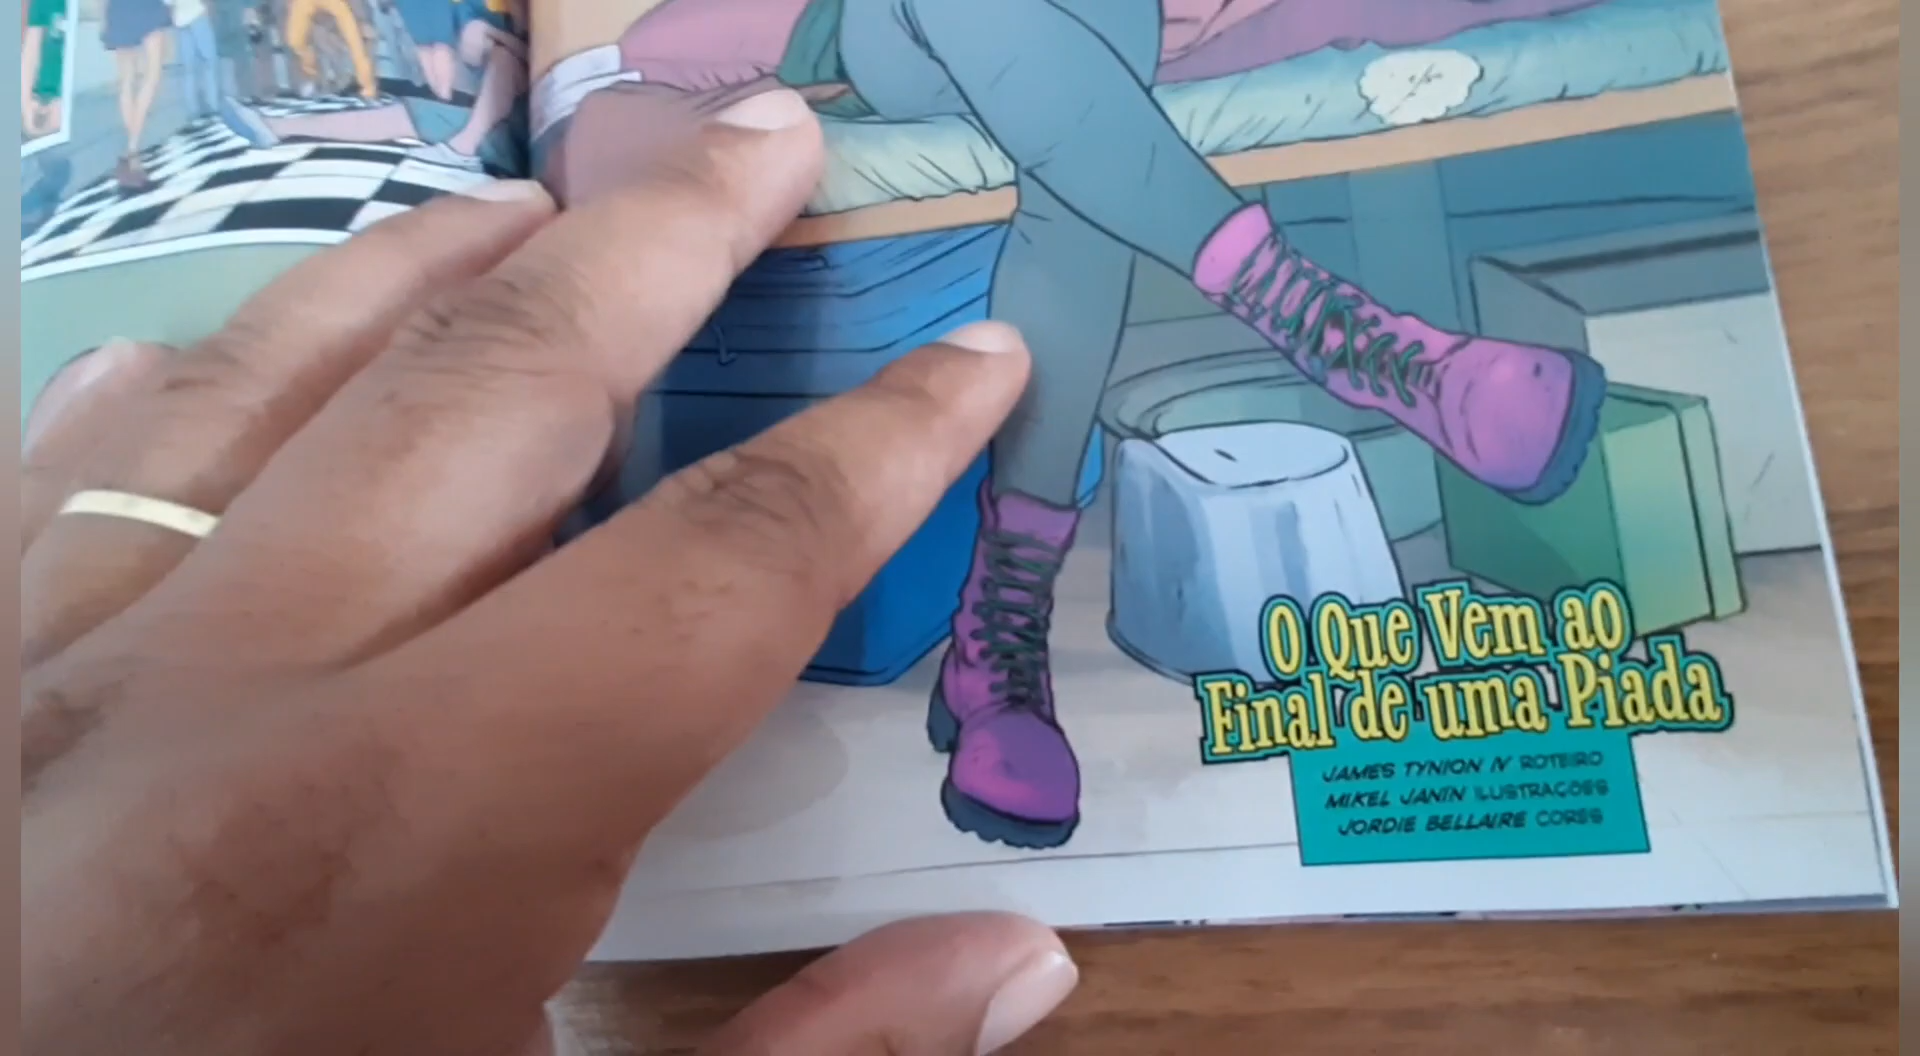 O Que Vem ao
Final de uma Piada
JAMES TYNION IV ROTEIRO
MIKEL JANIN ILUSTRAÇÕES
JORDIE BELLAIRE CORES